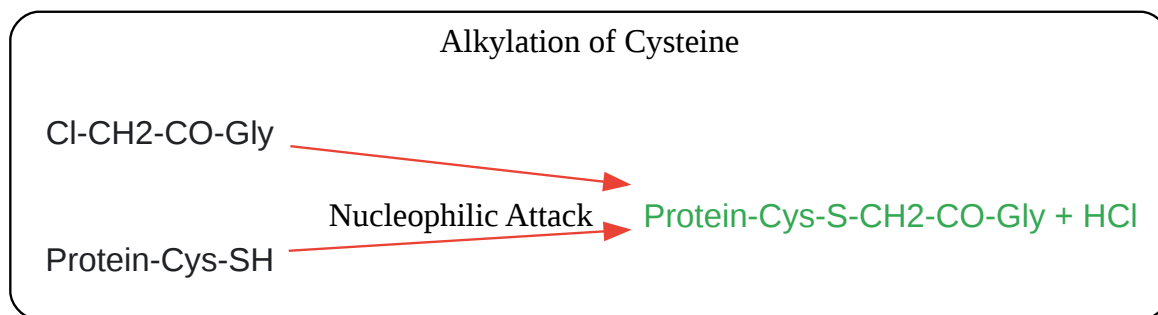 Alkylation of Cysteine
Cl-CH2-CO-Gly
Nucleophilic Attack
Protein-Cys-S-CH2-CO-Gly + HCl
Protein-Cys-SH